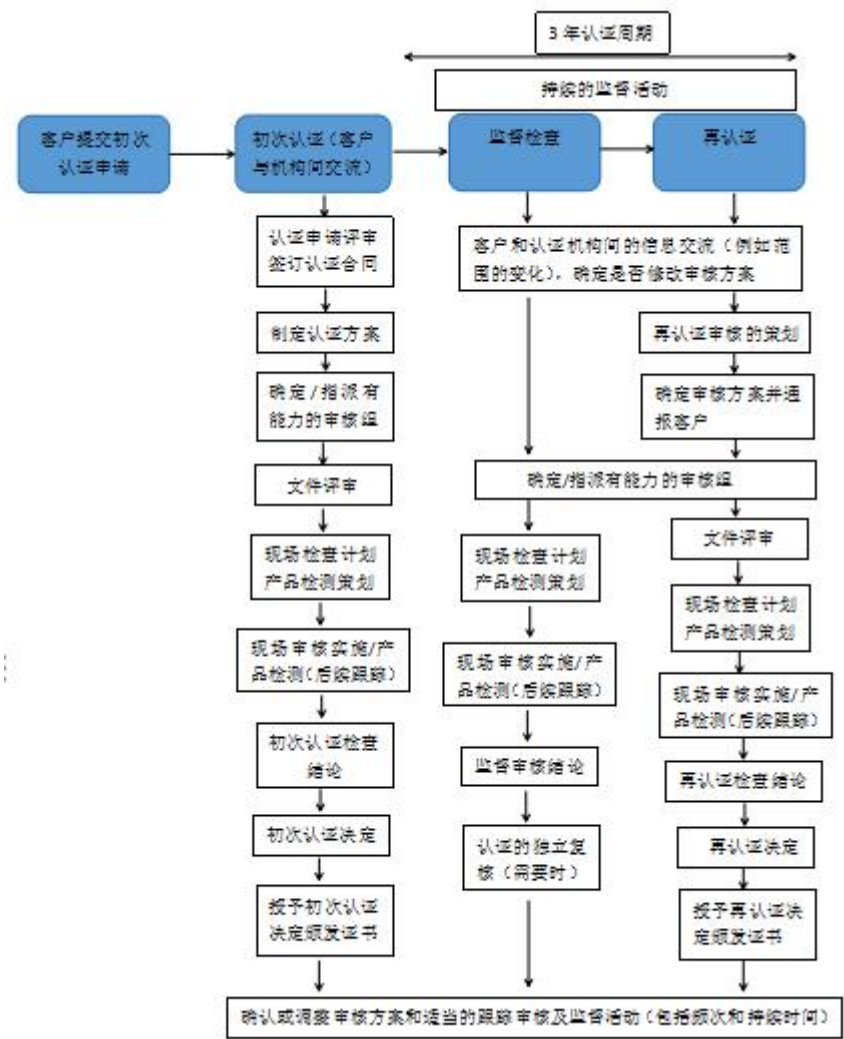 3 年认证周期
持续的监督活动
客户提交初次
认证申请
初次认证（客户
与机构间交流）
监督检查
再认证
认证申请评审
签订认证合同
制定认证方案
确定/指派有
能力的审核组
文件评审
现场检查计划
产品检测策划
现场审核实施/产
品检测(后续跟踪)
初次认证检查
结论
初次认证决定
授予初次认证
决定颁发证书
客户和认证机构间的信息交流（例如范
围的变化），确定是否修改审核方案
再认证审核的策划
确定审核方案并通
报客户
确定/指派有能力的审核组
现场检查计划
产品检测策划
现场审核实施/产
品检测(后续跟踪)
监督审核结论
认证的独立复
核（需要时）
文件评审
现场检查计划
产品检测策划
现场审核实施/产
品检测(后续跟踪)
再认证检查结论
再认证决定
授予再认证决
定颁发证书
确认或调整审核方案和适当的跟踪审核及监督活动（包括频次和持续时间）